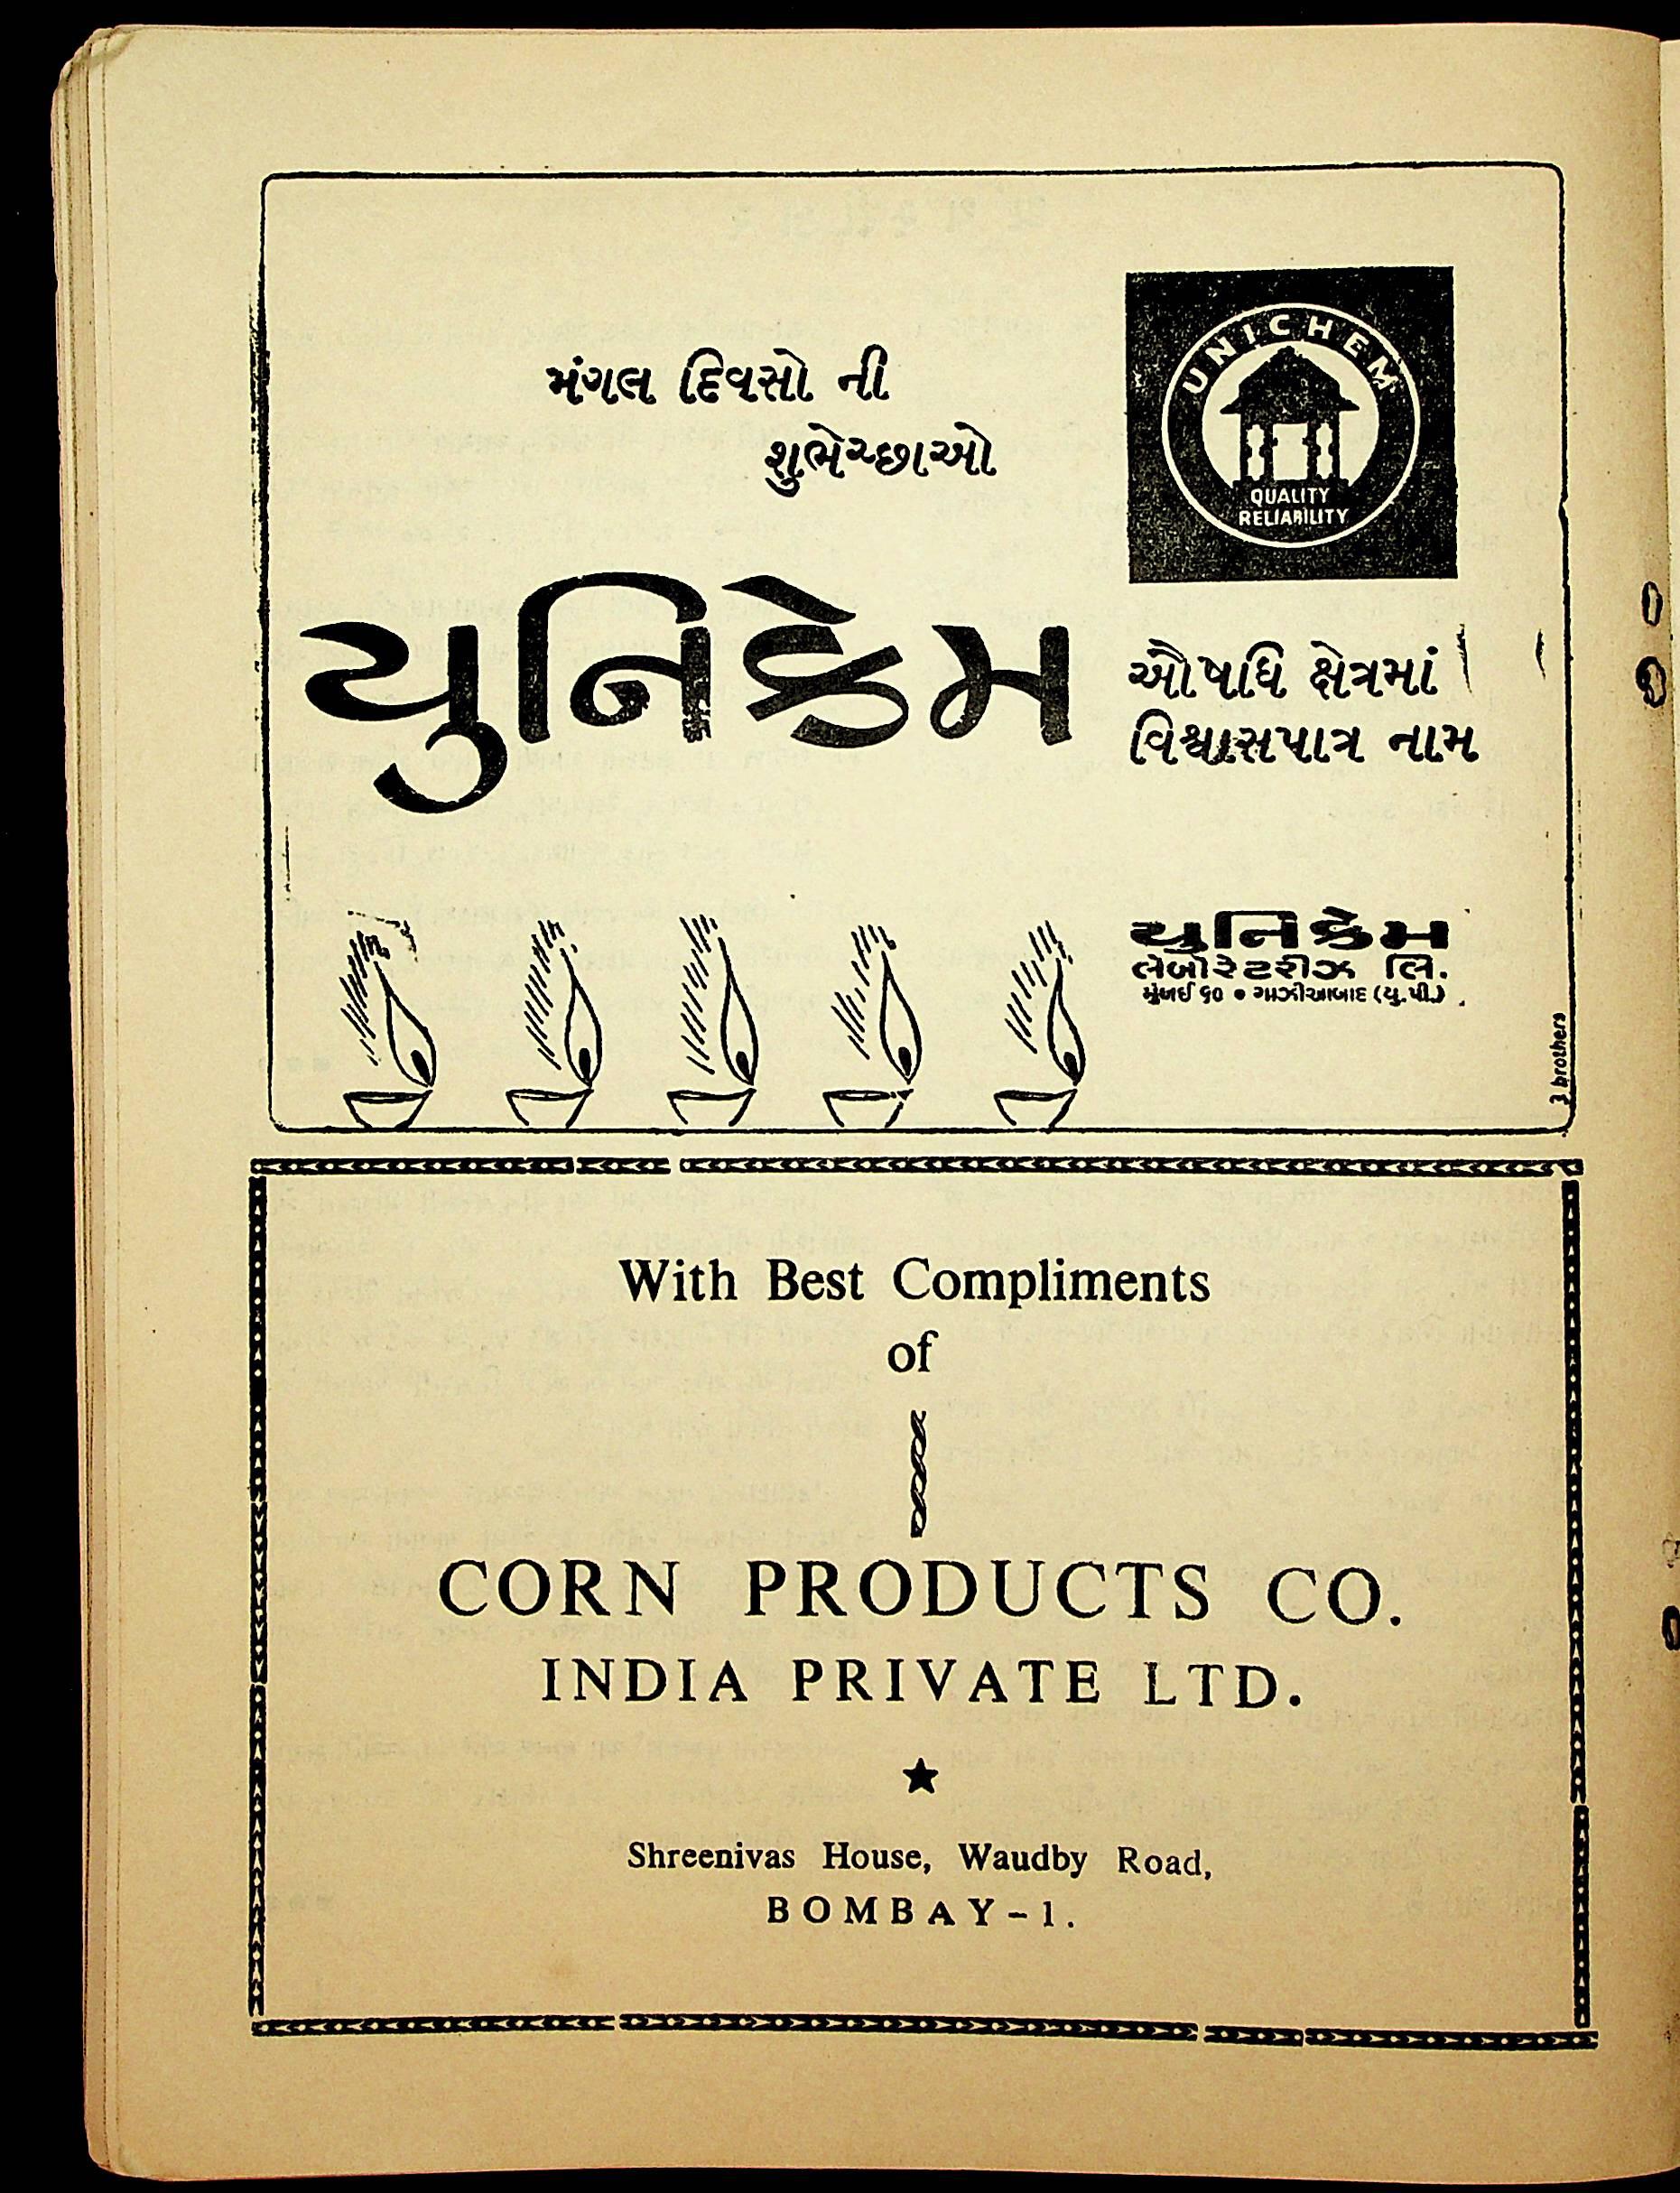 મંગલ દિવસો ની
શુભેચ્છાઓ
UNICHEM
QUALITY
RELIABILITY
યુનિકેમ
ઔષધિ ક્ષેત્રમાં
વિશ્વાસપાત્ર નામ
યુનિકેમ
લેબોરેટરીઝ લિ.
મુંબઈ ૬૦ • ગાઝીઆબાદ (યુ.પી.)
3 brothers
With Best Compliments
of
CORN PRODUCTS CO.
INDIA PRIVATE LTD.
★
Shreenivas House, Waudby Road,
BOMBAY-1.